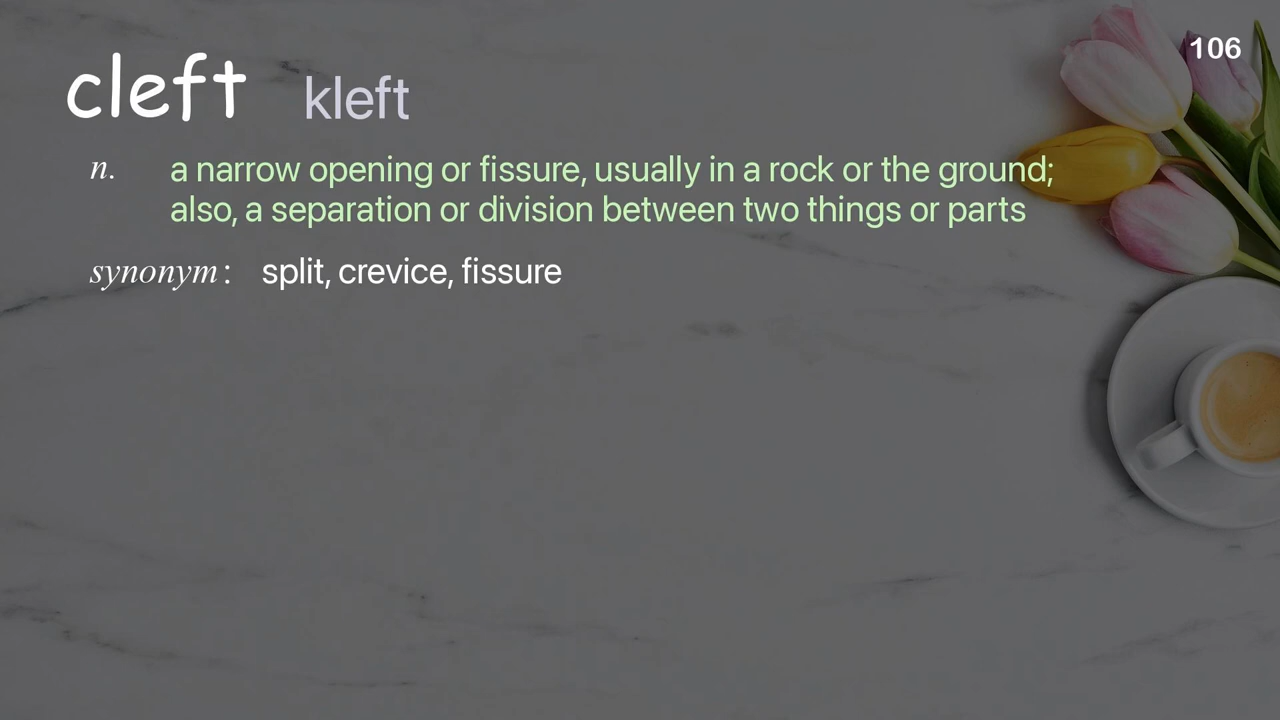 106
cleft kleft
n. a narrow opening or fissure, usually in a rock or the ground;
also, a separation or division between two things or parts
synonym: split, crevice, fissure